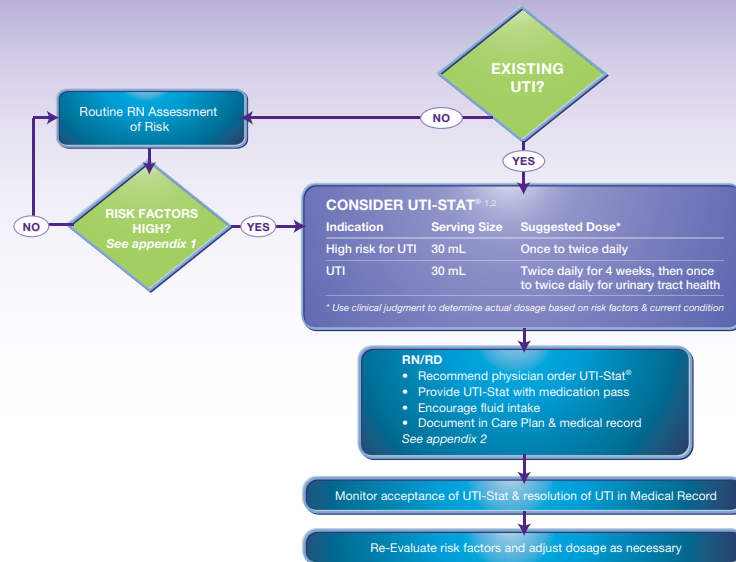 EXISTING
UTI?
NO
YES
Routine RN Assessment
of Risk
RISK FACTORS
HIGH?
See appendix 1
NO
YES
CONSIDER UTI-STAT® 1,2
Indication Serving Size Suggested Dose*
High risk for UTI 30 mL Once to twice daily
UTI 30 mL Twice daily for 4 weeks, then once
to twice daily for urinary tract health
* Use clinical judgment to determine actual dosage based on risk factors & current condition
RN/RD
• Recommend physician order UTI-Stat®
• Provide UTI-Stat with medication pass
• Encourage fluid intake
• Document in Care Plan & medical record
See appendix 2
Monitor acceptance of UTI-Stat & resolution of UTI in Medical Record
Re-Evaluate risk factors and adjust dosage as necessary